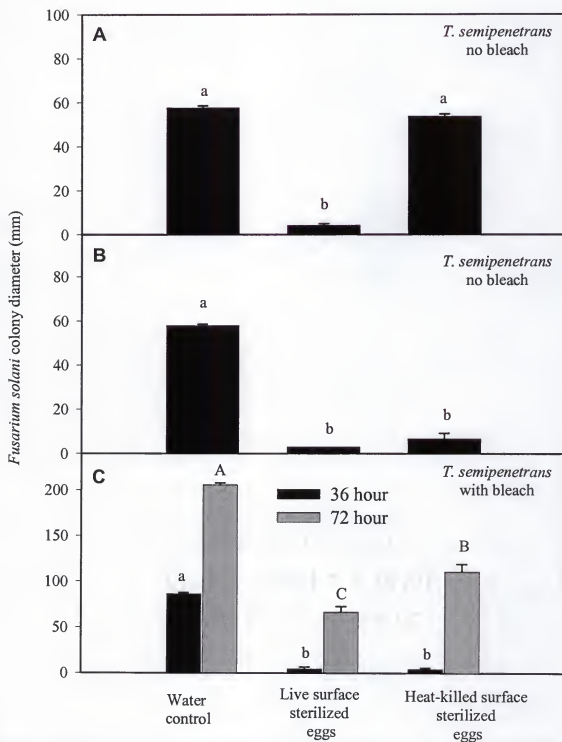 Fusarium solani colony diameter (mm)
A
T. semipenetrans
no bleach
100
80
60
40
20
0
a
b
a
B
T. semipenetrans
no bleach
80
60
40
20
0
a
b
b
C
T. semipenetrans
with bleach
36 hour
72 hour
200
150
100
50
0
a
A
b
C
b
B
Water
control
Live surface
sterilized
eggs
Heat-killed surface
sterilized
eggs